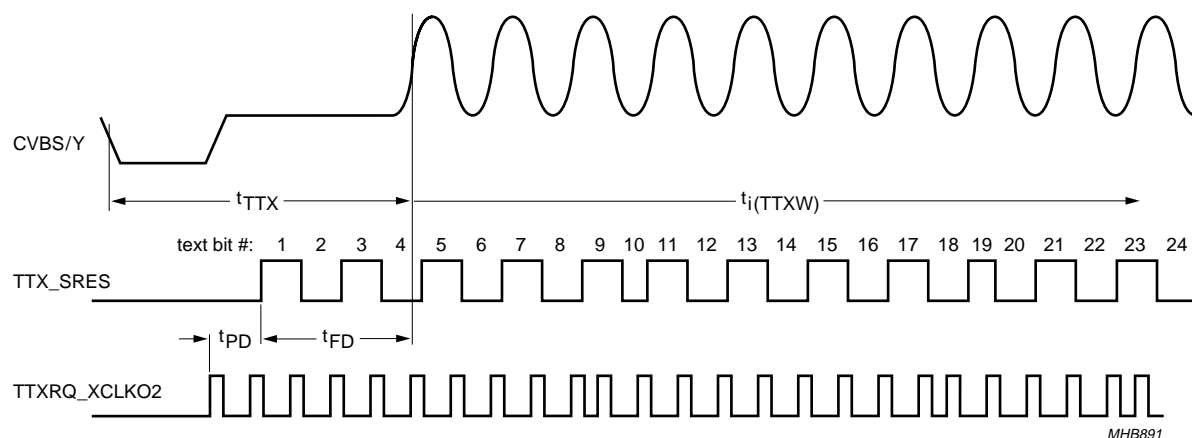 CVBS/Y
tTTX
ti(TTXW)
text bit #: 1 2 3 4 5 6 7 8 9 10 11 12 13 14 15 16 17 18 19 20 21 22 23 24
TTX_SRES
tPD
tFD
TTXRQ_XCLKO2
MHB891